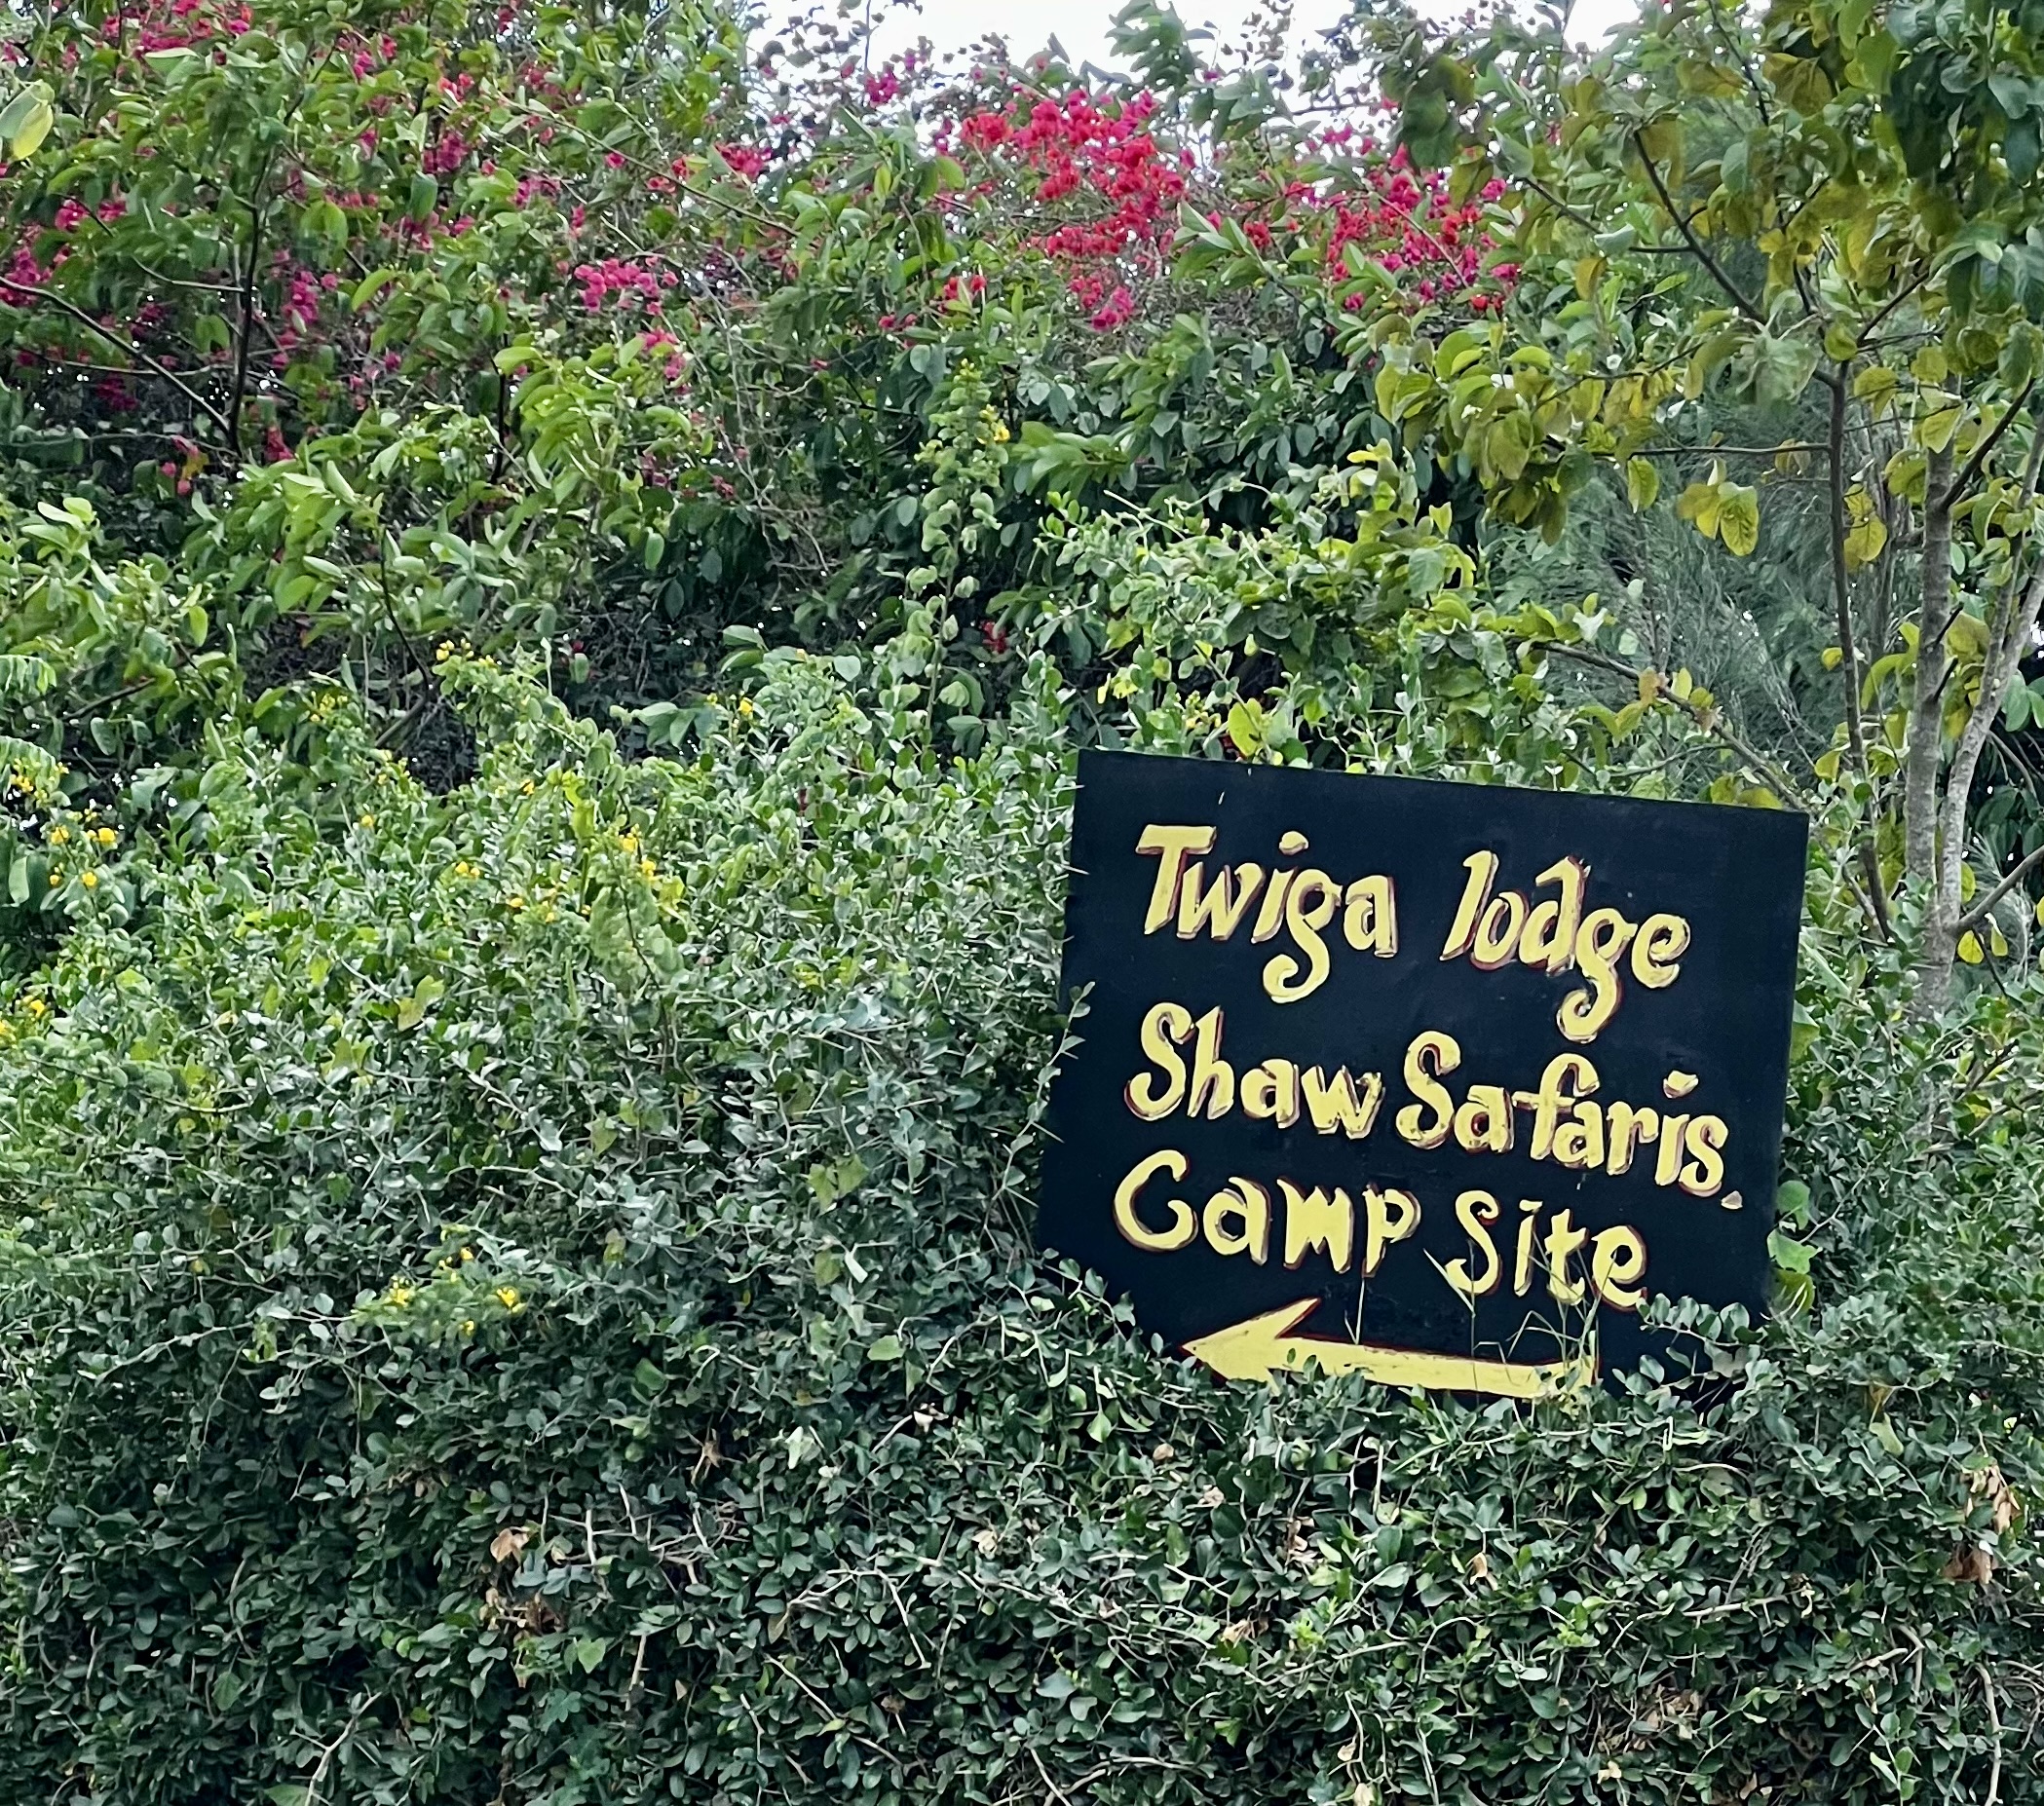 Twiga lodge
Shaw Safaris.
Camp Site